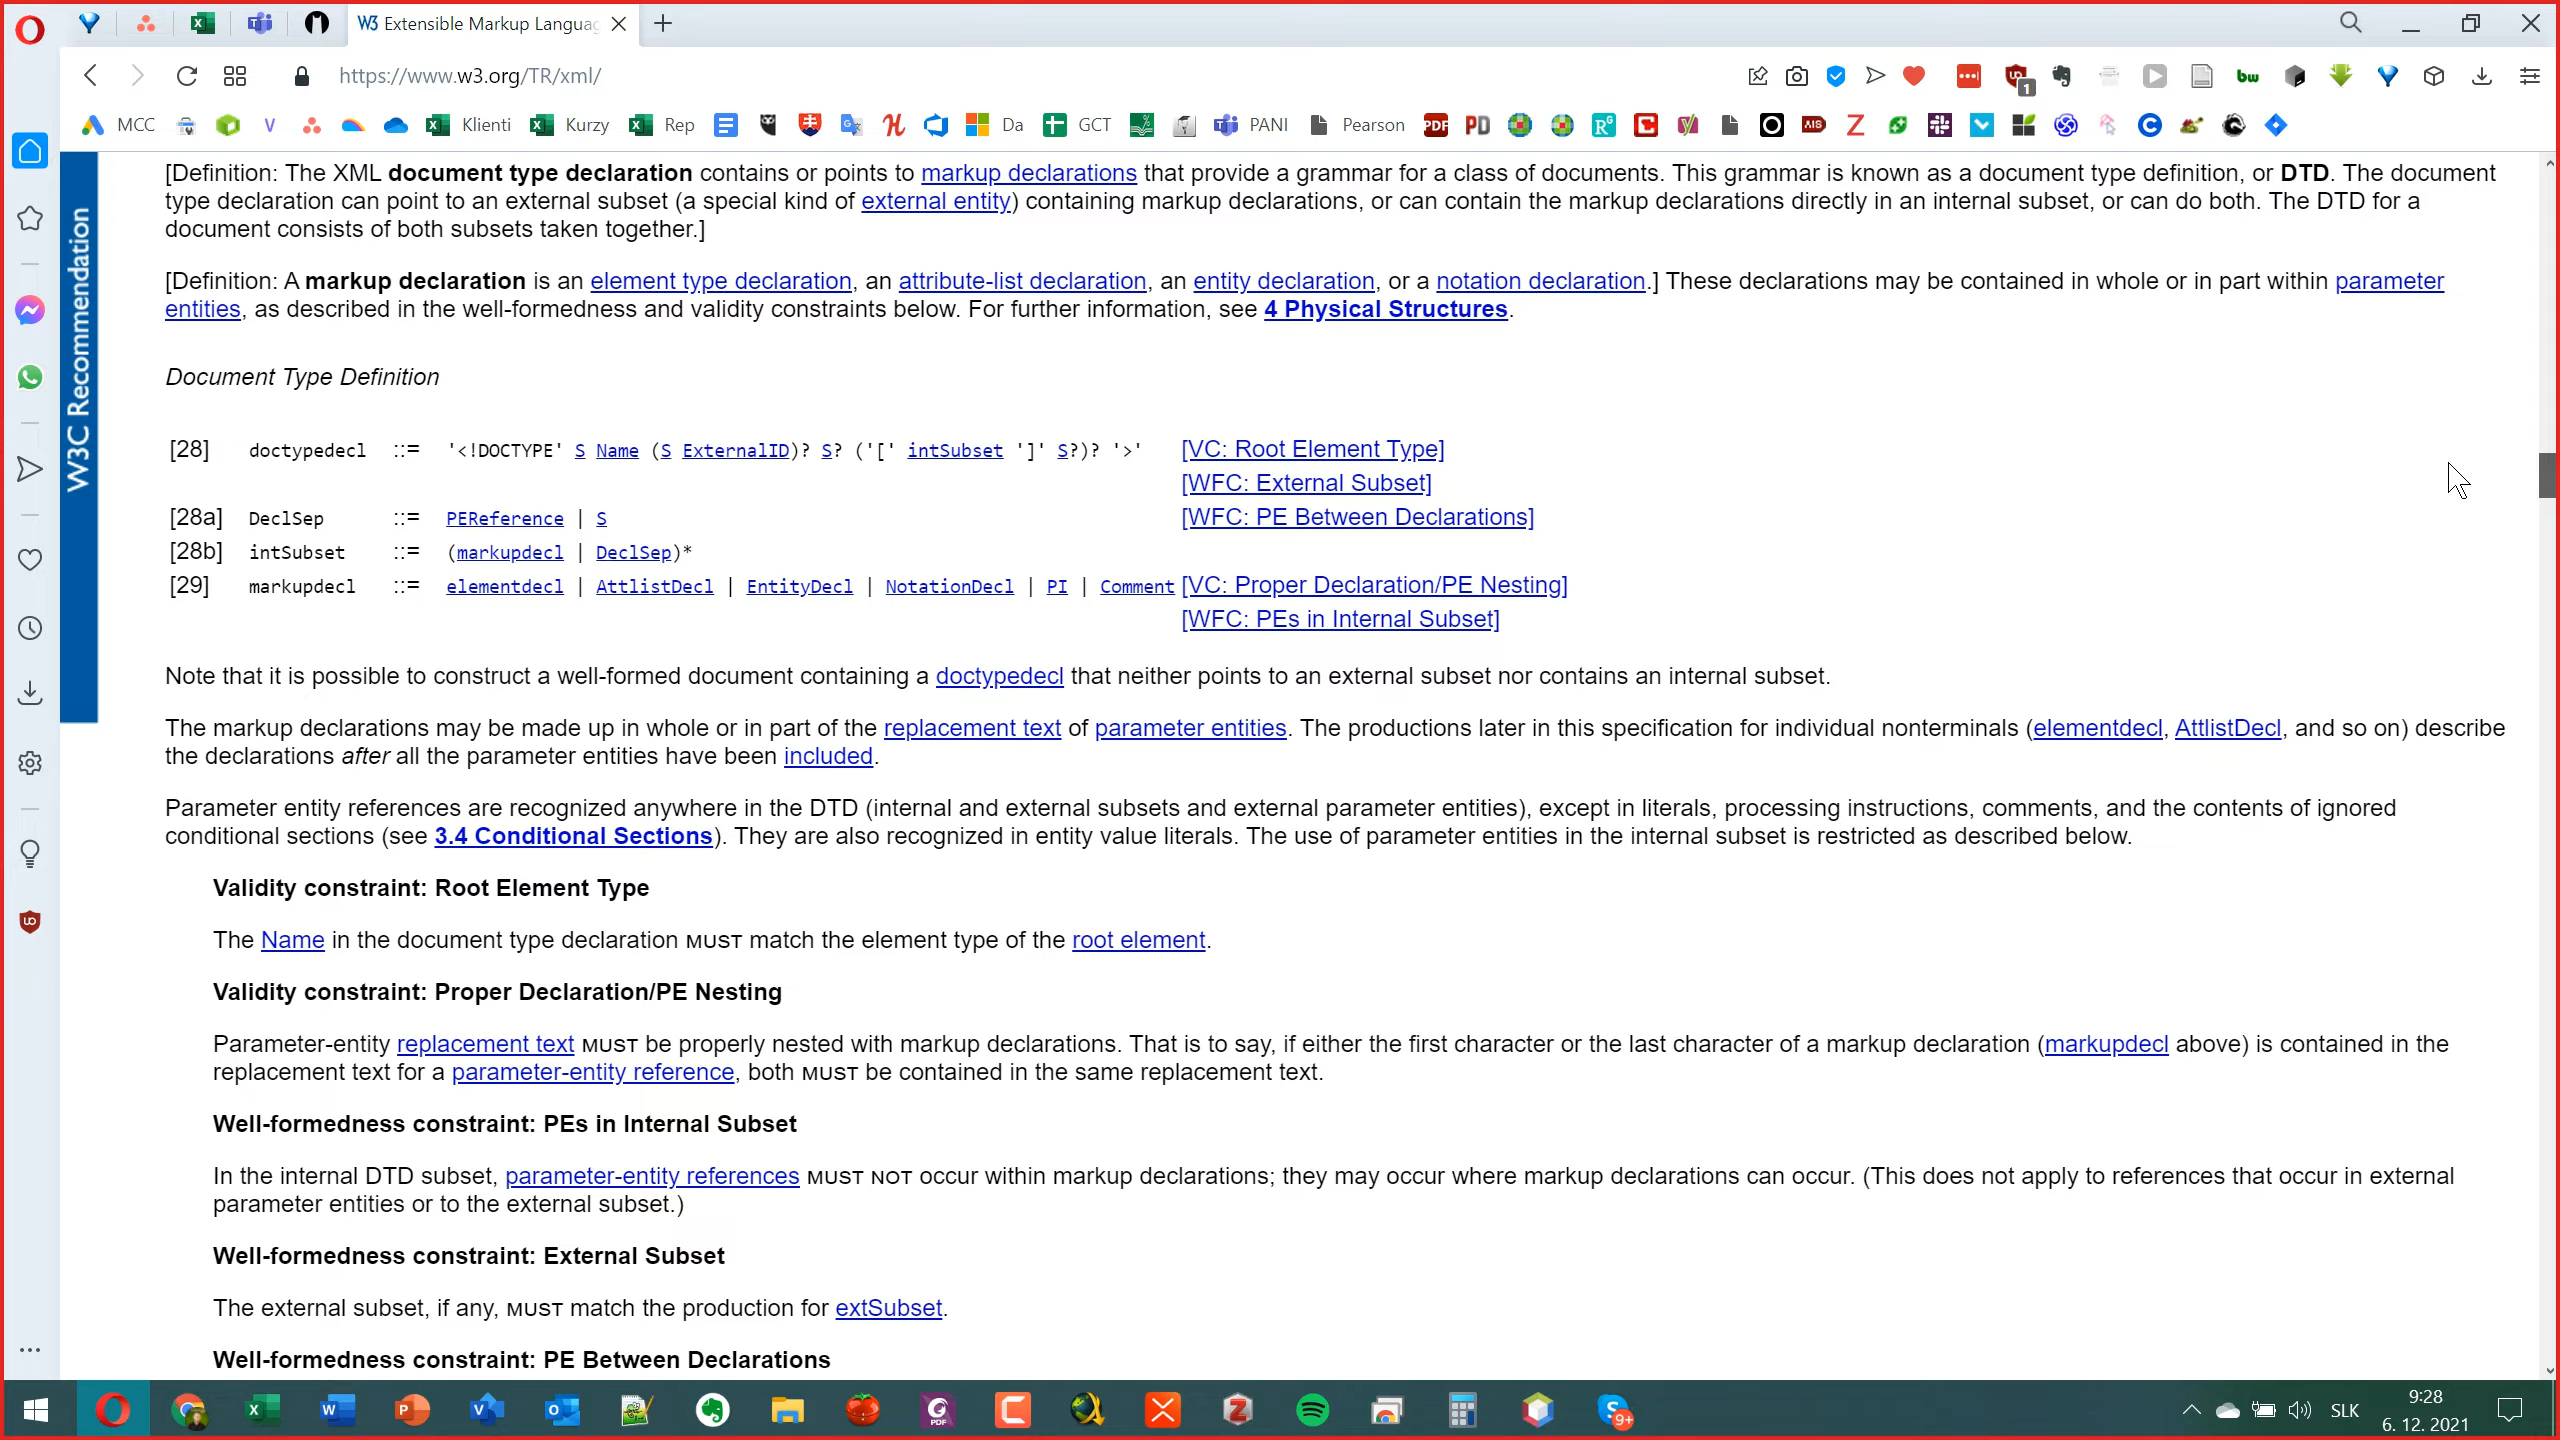 W3 Extensible Markup Languag
https://www.w3.org/TR/xml/
1
MCC V Klienti Kurzy Rep Da GCT PANI Pearson PDF PD AIS
[Definition: The XML document type declaration contains or points to markup declarations that provide a grammar for a class of documents. This grammar is known as a document type definition, or DTD. The document
type declaration can point to an external subset (a special kind of external entity) containing markup declarations, or can contain the markup declarations directly in an internal subset, or can do both. The DTD for a
document consists of both subsets taken together.]
[Definition: A markup declaration is an element type declaration, an attribute-list declaration, an entity declaration, or a notation declaration.] These declarations may be contained in whole or in part within parameter
entities, as described in the well-formedness and validity constraints below. For further information, see 4 Physical Structures.
W3C Recommendation
Document Type Definition
[28] doctypedecl ::= '<!DOCTYPE' S Name (S ExternalID)? S? ('[' intSubset ']' S?)? '>' [VC: Root Element Type]
[WFC: External Subset]
[28a] DeclSep ::= PEReference | S [WFC: PE Between Declarations]
[28b] intSubset ::= (markupdecl | DeclSep)*
[29] markupdecl ::= elementdecl | AttlistDecl | EntityDecl | NotationDecl | PI | Comment [VC: Proper Declaration/PE Nesting]
[WFC: PEs in Internal Subset]
Note that it is possible to construct a well-formed document containing a doctypedecl that neither points to an external subset nor contains an internal subset.
The markup declarations may be made up in whole or in part of the replacement text of parameter entities. The productions later in this specification for individual nonterminals (elementdecl, AttlistDecl, and so on) describe
the declarations after all the parameter entities have been included.
Parameter entity references are recognized anywhere in the DTD (internal and external subsets and external parameter entities), except in literals, processing instructions, comments, and the contents of ignored
conditional sections (see 3.4 Conditional Sections). They are also recognized in entity value literals. The use of parameter entities in the internal subset is restricted as described below.
Validity constraint: Root Element Type
The Name in the document type declaration MUST match the element type of the root element.
Validity constraint: Proper Declaration/PE Nesting
Parameter-entity replacement text MUST be properly nested with markup declarations. That is to say, if either the first character or the last character of a markup declaration (markupdecl above) is contained in the
replacement text for a parameter-entity reference, both MUST be contained in the same replacement text.
Well-formedness constraint: PEs in Internal Subset
In the internal DTD subset, parameter-entity references MUST NOT occur within markup declarations; they may occur where markup declarations can occur. (This does not apply to references that occur in external
parameter entities or to the external subset.)
Well-formedness constraint: External Subset
The external subset, if any, MUST match the production for extSubset.
Well-formedness constraint: PE Between Declarations
9+
SLK
9:28
6. 12. 2021